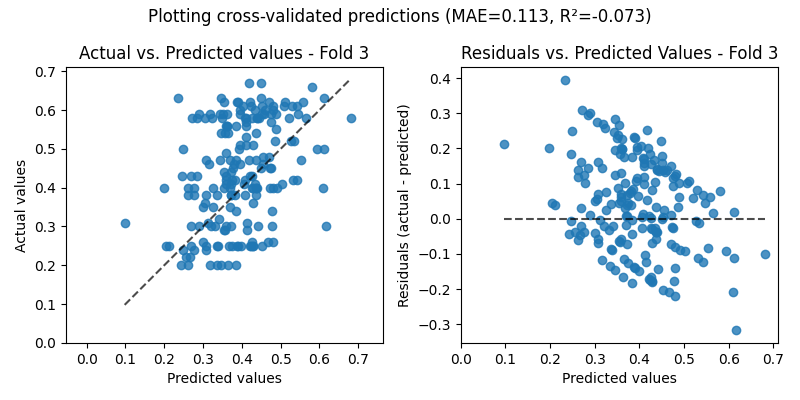 Plotting cross-validated predictions (MAE=0.113, R²=-0.073)
Actual vs. Predicted values - Fold 3
Actual values
0.7
0.6
0.5
0.4
0.3
0.2
0.1
0.0
0.0 0.1 0.2 0.3 0.4 0.5 0.6 0.7
Predicted values
Residuals vs. Predicted Values - Fold 3
Residuals (actual - predicted)
0.4
0.3
0.2
0.1
0.0
−0.1
−0.2
−0.3
0.0 0.1 0.2 0.3 0.4 0.5 0.6 0.7
Predicted values